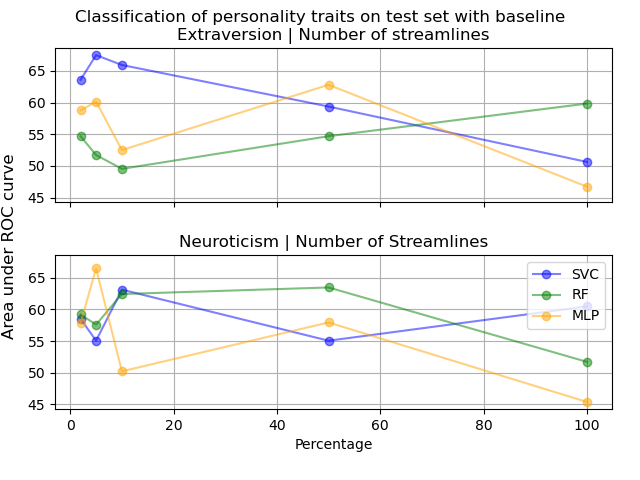 Classification of personality traits on test set with baseline
Extraversion | Number of streamlines
65
60
55
50
45
Area under ROC curve
Neuroticism | Number of Streamlines
65
60
55
50
45
SVC
RF
MLP
0 20 40 60 80 100
Percentage